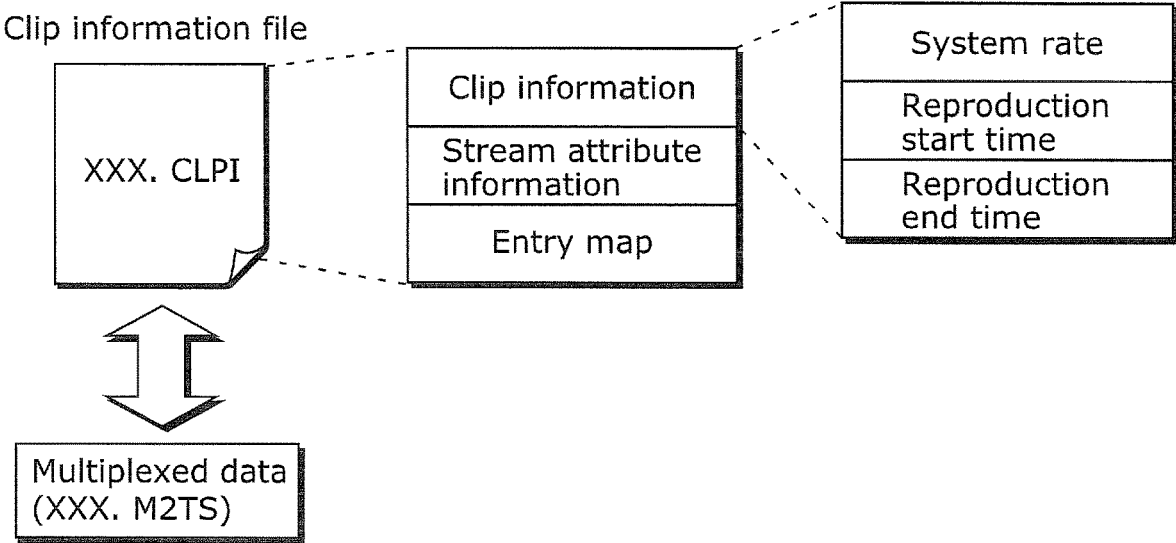 Clip information file
XXX. CLPI
Multiplexed data
(XXX. M2TS)
Clip information
Stream attribute
information
Entry map
System rate
Reproduction
start time
Reproduction
end time